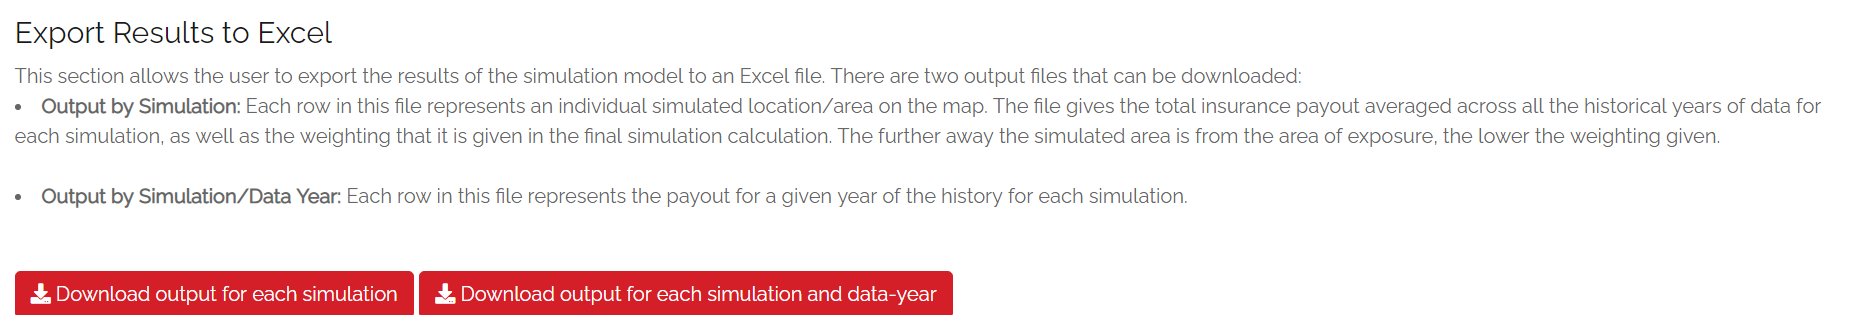 Export Results to Excel
This section allows the user to export the results of the simulation model to an Excel file. There are two output files that can be downloaded:
• Output by Simulation: Each row in this file represents an individual simulated location/area on the map. The file gives the total insurance payout averaged across all the historical years of data for
each simulation, as well as the weighting that it is given in the final simulation calculation. The further away the simulated area is from the area of exposure, the lower the weighting given.
• Output by Simulation/Data Year: Each row in this file represents the payout for a given year of the history for each simulation.
Download output for each simulation
Download output for each simulation and data-year